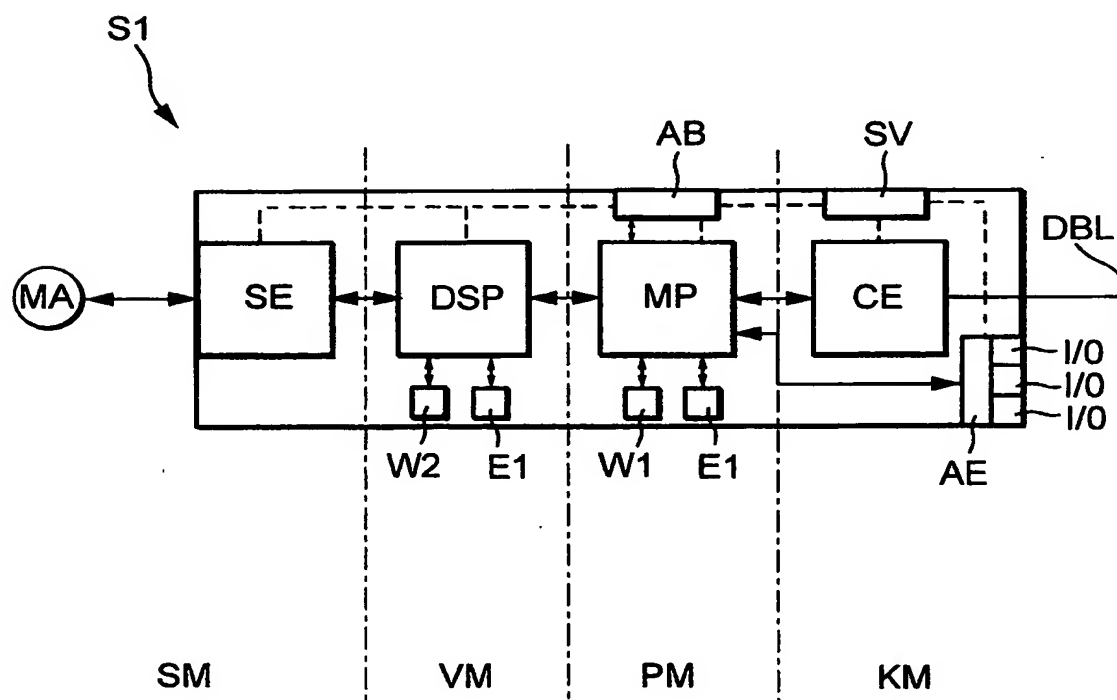 S1
AB
SV
DBL
MA
SE
DSP
MP
CE
I/0
I/0
I/0
W2
E1
W1
E1
AE
SM
VM
PM
KM